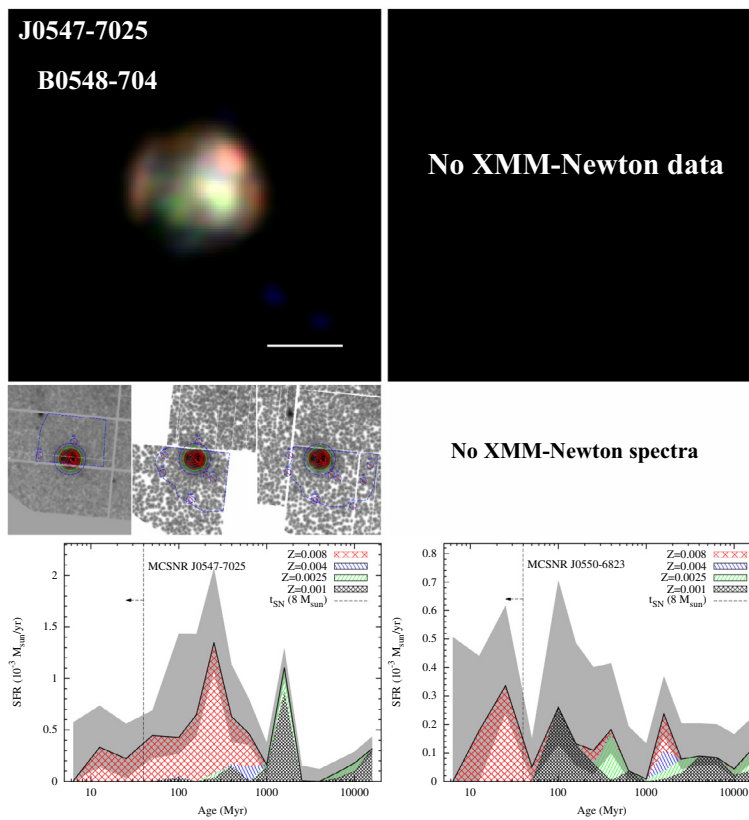 J0547-7025
B0548-704
No XMM-Newton data
No XMM-Newton spectra
MCSNR J0547-7025
Z=0.008
Z=0.004
Z=0.0025
Z=0.001
t_SN (8 M_sun)
SFR (10^-3 M_sun/yr)
2
1.5
1
0.5
0
10
100
1000
10000
Age (Myr)
MCSNR J0550-6823
Z=0.008
Z=0.004
Z=0.0025
Z=0.001
t_SN (8 M_sun)
SFR (10^-3 M_sun/yr)
0.8
0.7
0.6
0.5
0.4
0.3
0.2
0.1
0
10
100
1000
10000
Age (Myr)